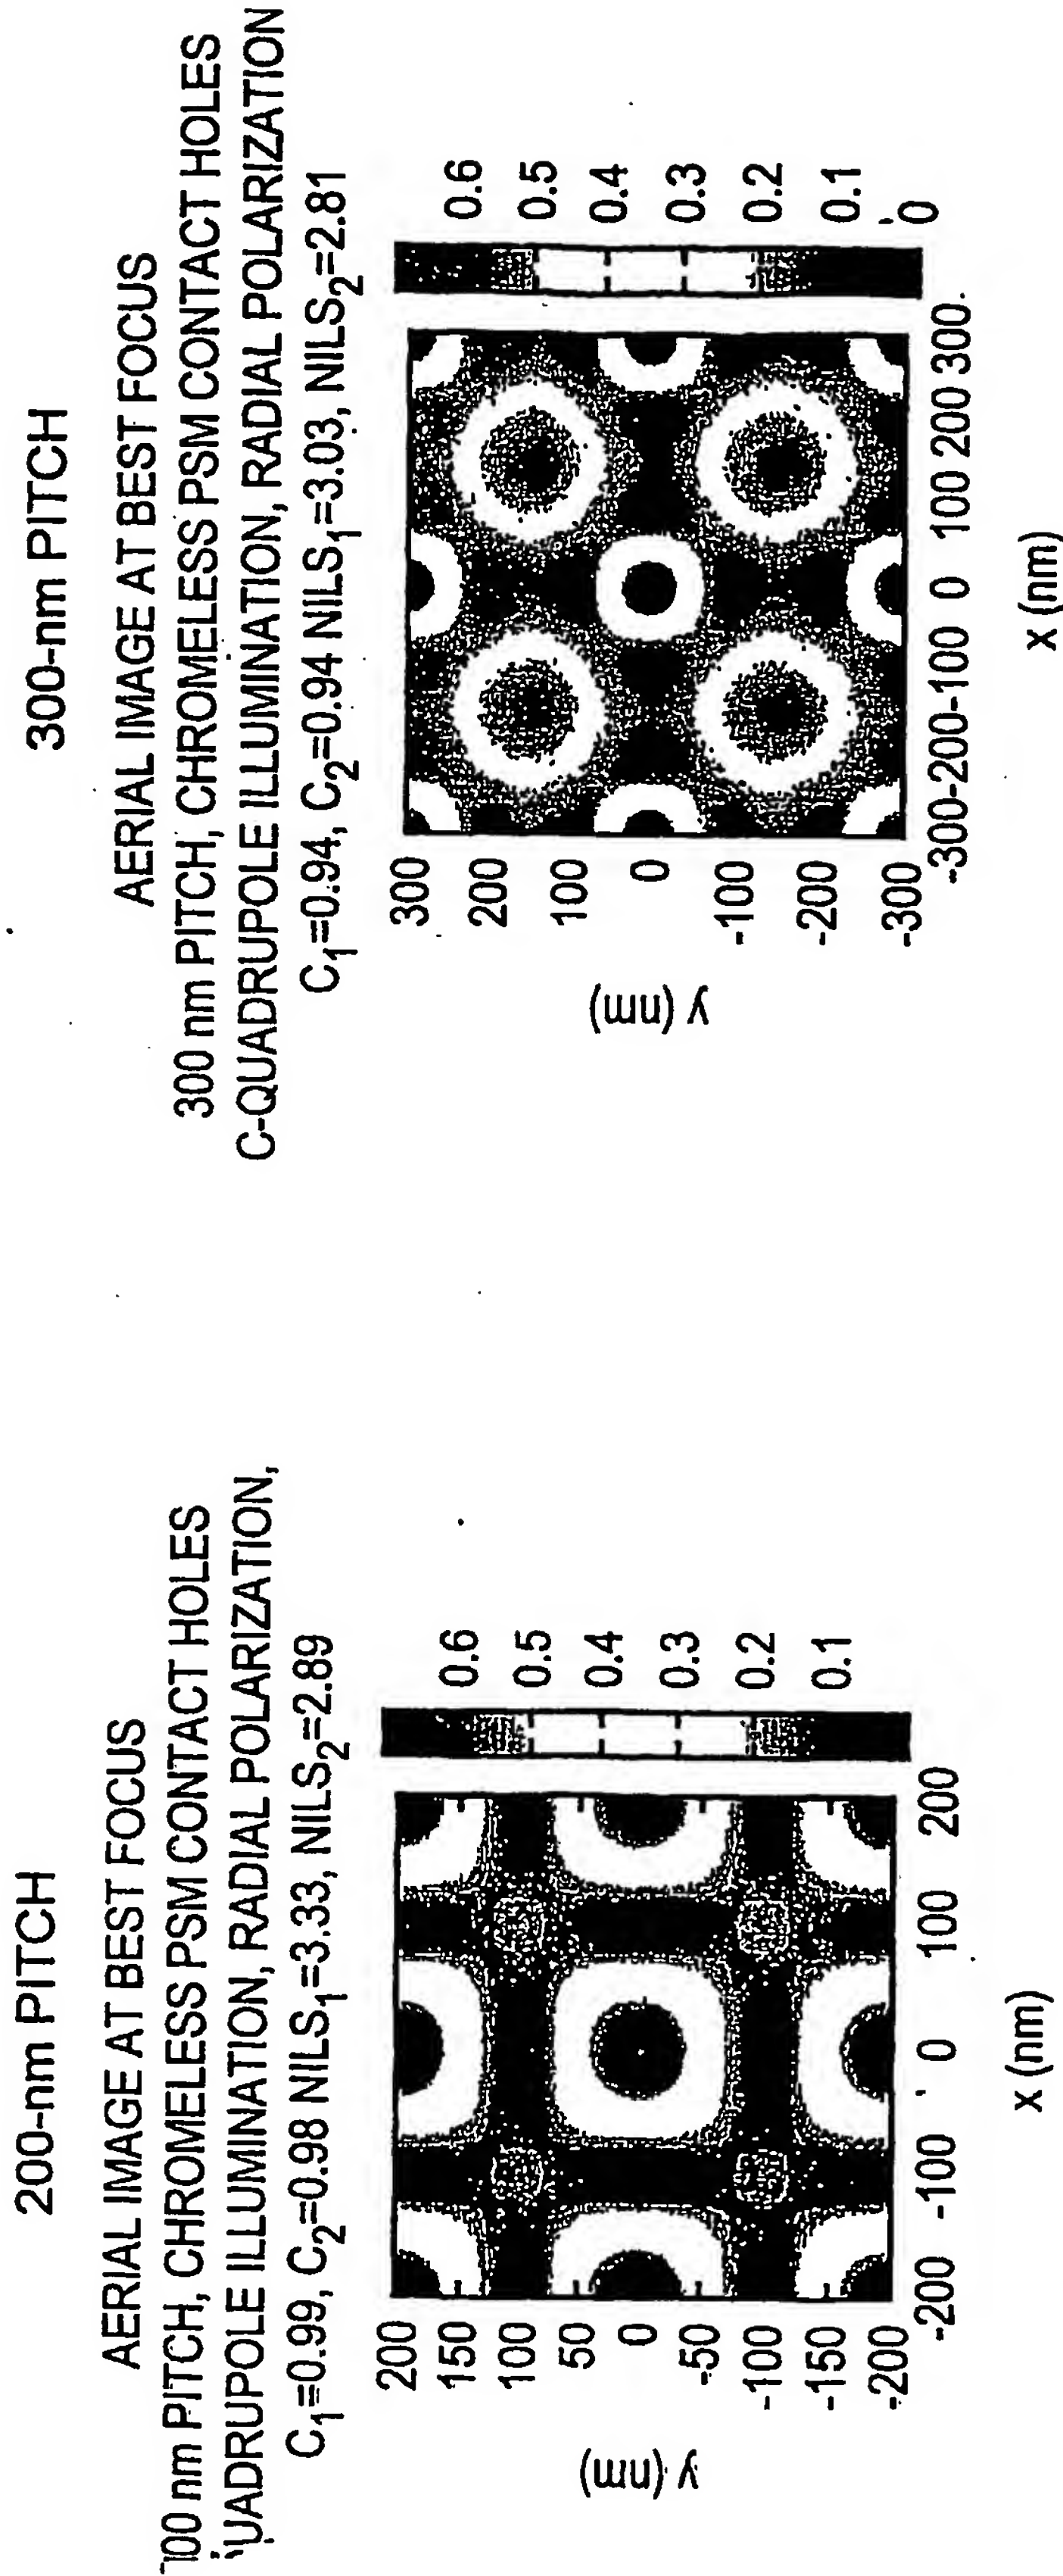 200-nm PITCH
AERIAL IMAGE AT BEST FOCUS
00 nm PITCH, CHROMELESS PSM CONTACT HOLES
UADRUPOLE ILLUMINATION, RADIAL POLARIZATION,
C1=0.99, C2=0.98 NILS1=3.33, NILS2=2.89
200
150
100
50
0
-50
-100
-150
-200
y (nm)
-200 -100 0 100 200
x (nm)
0.6
0.5
0.4
0.3
0.2
0.1
300-nm PITCH
AERIAL IMAGE AT BEST FOCUS
300 nm PITCH, CHROMELESS PSM CONTACT HOLES
C-QUADRUPOLE ILLUMINATION, RADIAL POLARIZATION
C1=0.94, C2=0.94 NILS1=3.03, NILS2=2.81
300
200
100
0
-100
-200
-300
y (nm)
-300-200-100 0 100 200 300
x (nm)
0.6
0.5
0.4
0.3
0.2
0.1
0